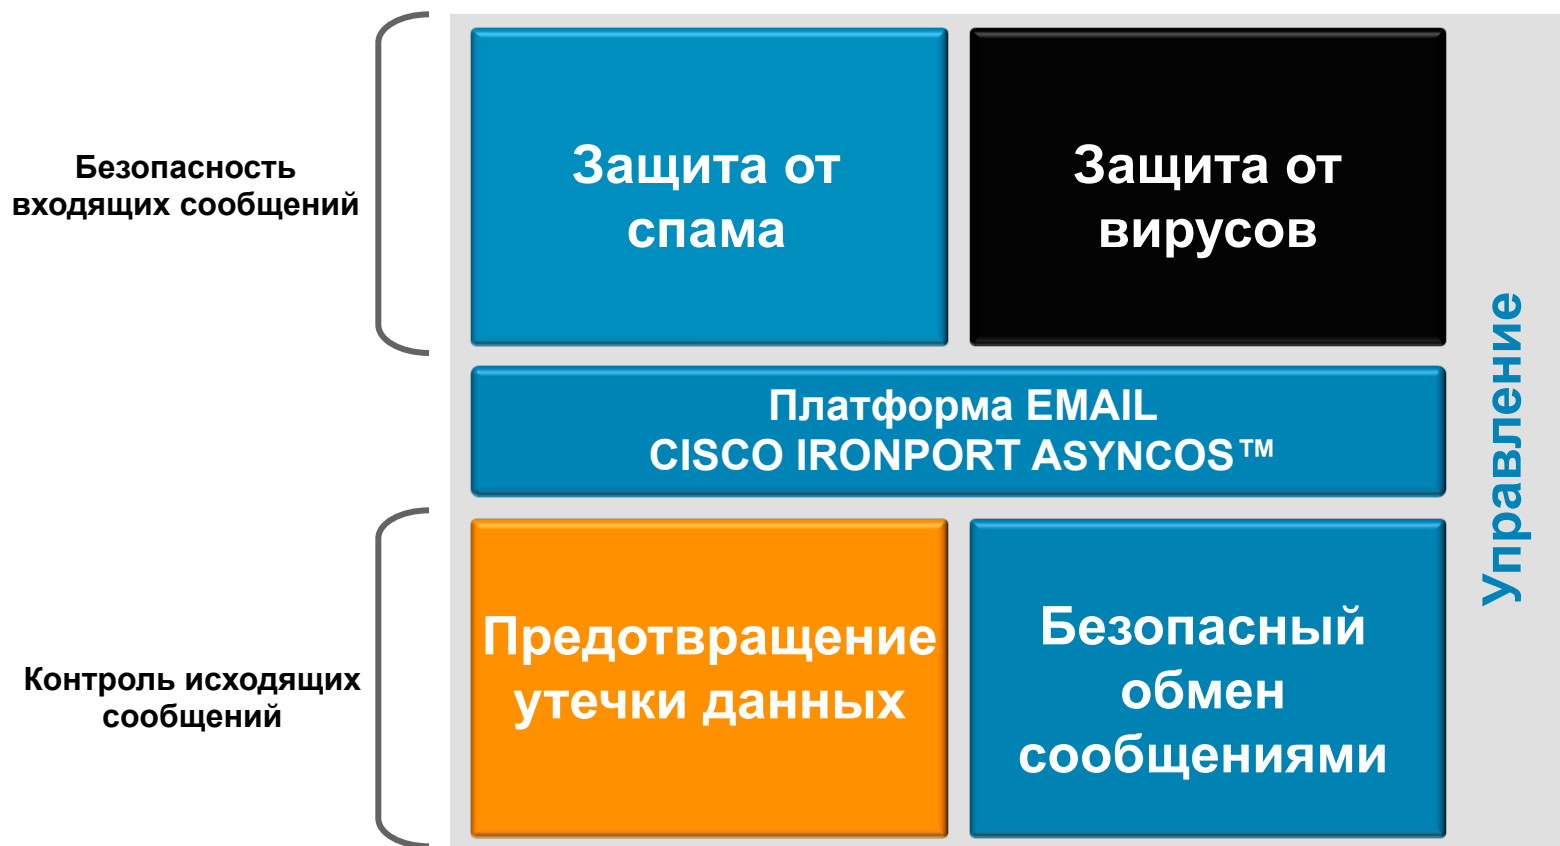 Безопасность
входящих сообщений
Защита от
спама
Защита от
вирусов
Платформа EMAIL
CISCO IRONPORT ASYNCOS™
Контроль исходящих
сообщений
Предотвращение
утечки данных
Безопасный
обмен
сообщениями
Управление